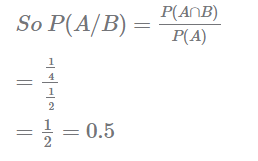 So P(A/B) = P(A∩B)/P(A)
= 1/4 / 1/2
= 1/2 = 0.5